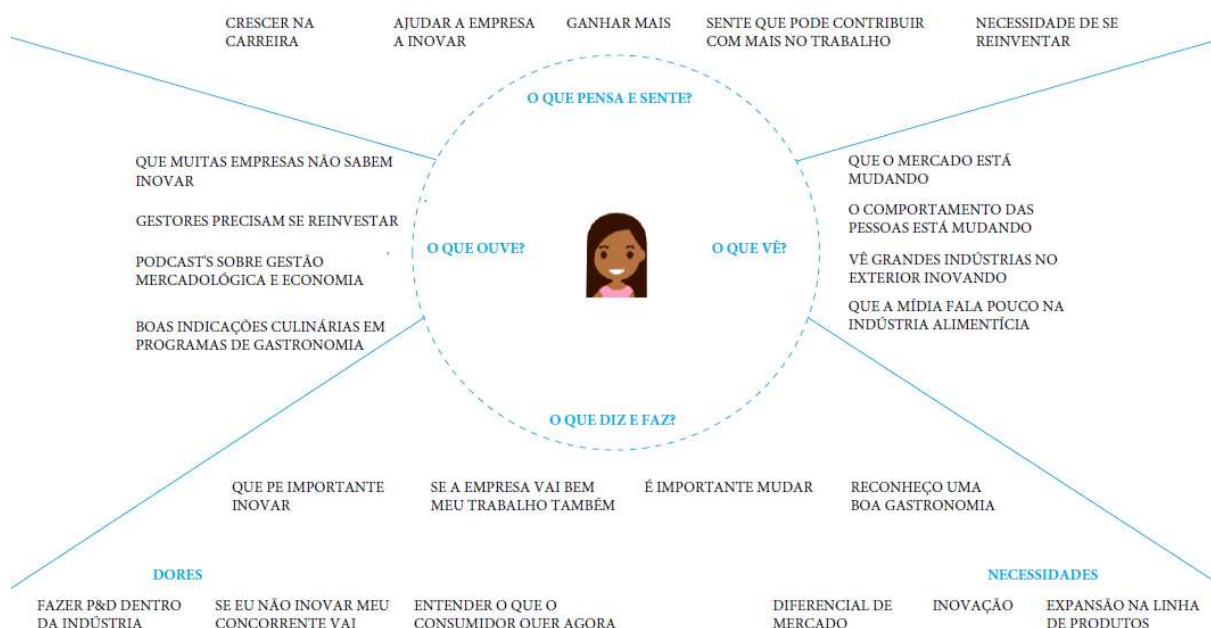 CRESCER NA
CARREIRA
AJUDAR A EMPRESA
A INOVAR
GANHAR MAIS
SENTE QUE PODE CONTRIBUIR
COM MAIS NO TRABALHO
NECESSIDADE DE SE
REINVENTAR
O QUE PENSA E SENTE?
QUE MUITAS EMPRESAS NÃO SABEM
INOVAR
GESTORES PRECISAM SE REINVESTAR
PODCAST'S SOBRE GESTÃO
MERCADOLÓGICA E ECONOMIA
BOAS INDICAÇÕES CULINÁRIAS EM
PROGRAMAS DE GASTRONOMIA
O QUE OUVE?
O QUE VÊ?
QUE O MERCADO ESTÁ
MUDANDO
O COMPORTAMENTO DAS
PESSOAS ESTÁ MUDANDO
VÊ GRANDES INDÚSTRIAS NO
EXTERIOR INOVANDO
QUE A MÍDIA FALA POUCO NA
INDÚSTRIA ALIMENTÍCIA
O QUE DIZ E FAZ?
QUE PE IMPORTANTE
INOVAR
SE A EMPRESA VAI BEM
MEU TRABALHO TAMBÉM
É IMPORTANTE MUDAR
RECONHEÇO UMA
BOA GASTRONOMIA
DORES
FAZER P&D DENTRO
DA INDÚSTRIA
SE EU NÃO INOVAR MEU
CONCORRENTE VAI
ENTENDER O QUE O
CONSUMIDOR QUER AGORA
NECESSIDADES
DIFERENCIAL DE
MERCADO
INOVAÇÃO
EXPANSÃO NA LINHA
DE PRODUTOS